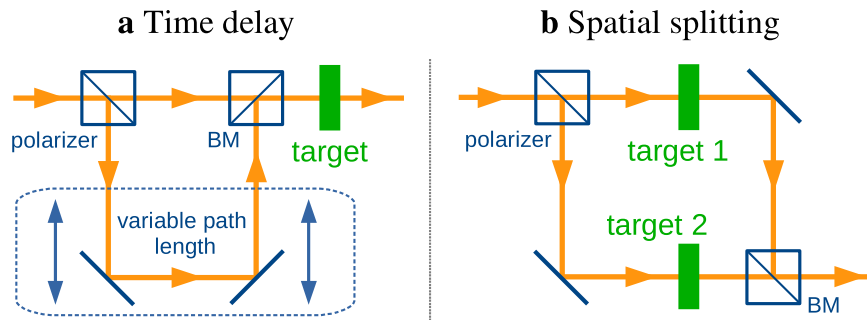 a Time delay
polarizer
BM
target
variable path
length
b Spatial splitting
polarizer
target 1
target 2
BM